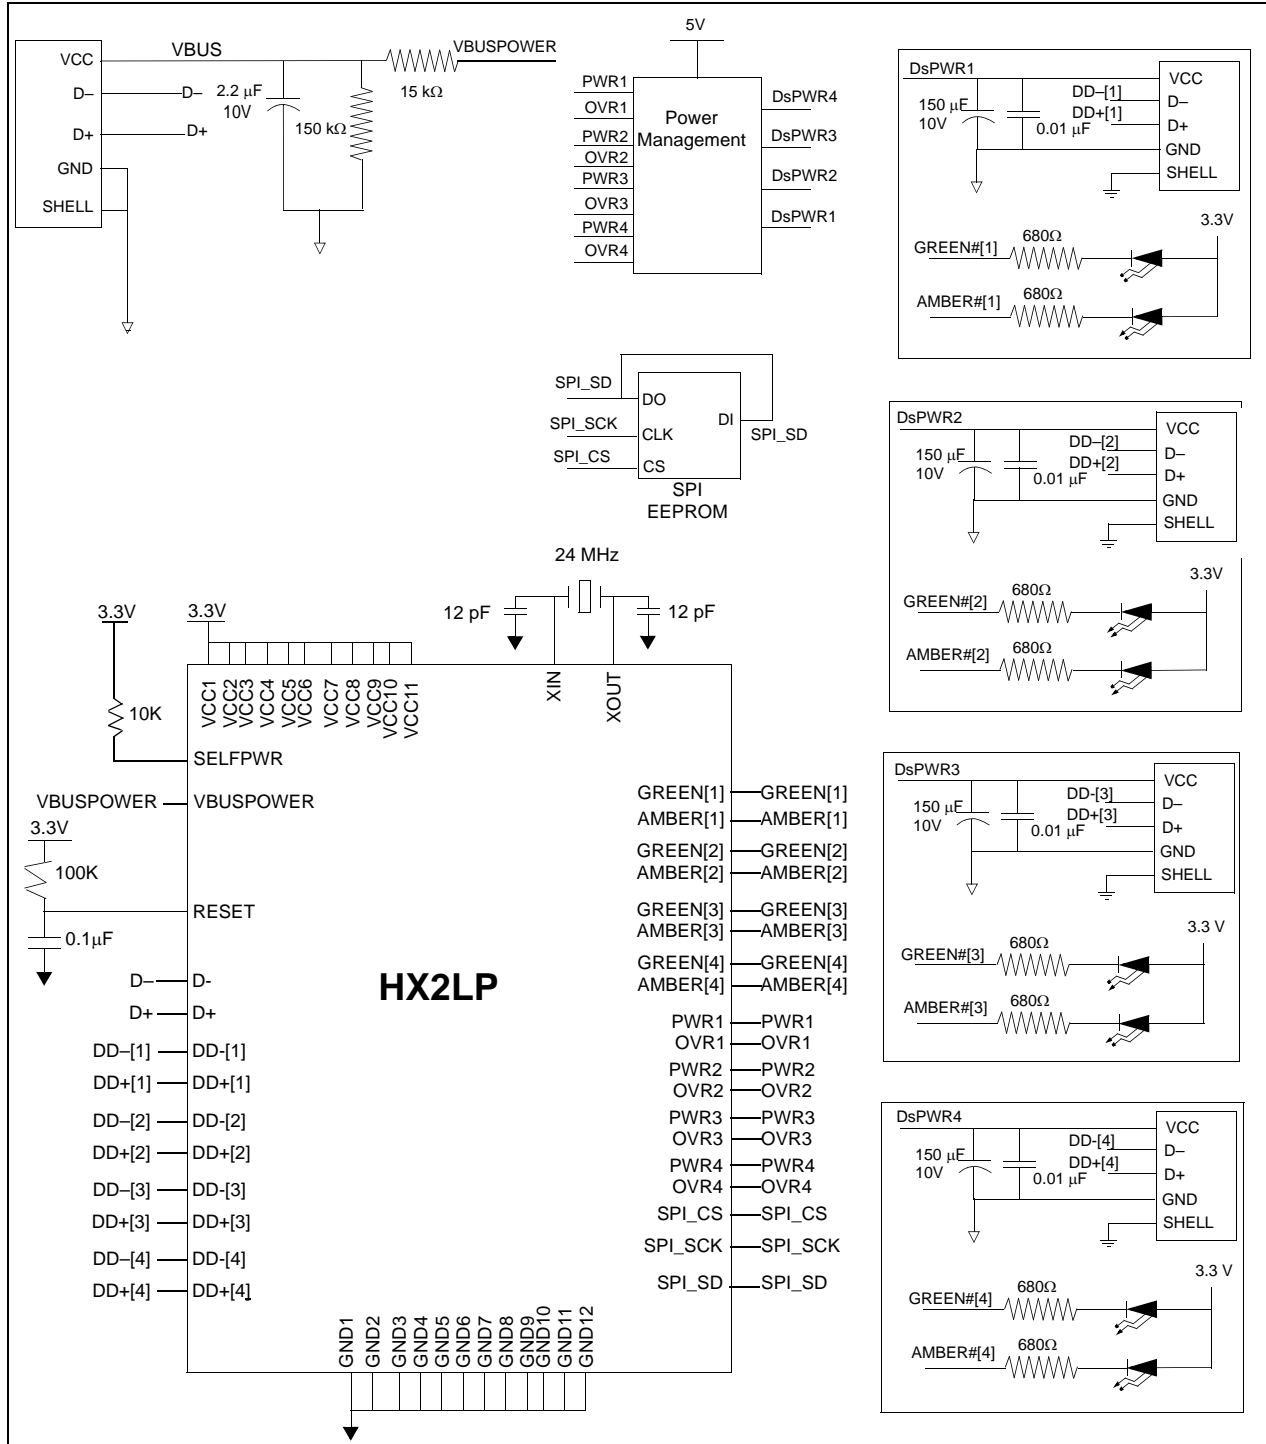 VCC
VBUS
VBUSPOWER
D–
D–
2.2 μF
10V
15 kΩ
D+
D+
150 kΩ
GND
SHELL
5V
PWR1
OVR1
PWR2
OVR2
PWR3
OVR3
PWR4
OVR4
Power
Management
DsPWR4
DsPWR3
DsPWR2
DsPWR1
DsPWR1
150 μF
10V
0.01 μF
DD–[1]
DD+[1]
VCC
D–
D+
GND
SHELL
3.3V
GREEN#[1]
680Ω
AMBER#[1]
680Ω
SPI_SD
SPI_SCK
SPI_CS
DO
CLK
CS
DI
SPI_SD
SPI
EEPROM
DsPWR2
150 μF
10V
0.01 μF
DD–[2]
DD+[2]
VCC
D–
D+
GND
SHELL
3.3V
GREEN#[2]
680Ω
AMBER#[2]
680Ω
24 MHz
12 pF
12 pF
3.3V
3.3V
10K
VCC1
VCC2
VCC3
VCC4
VCC5
VCC6
VCC7
VCC8
VCC9
VCC10
VCC11
XIN
XOUT
SELFPWR
VBUSPOWER
VBUSPOWER
3.3V
100K
RESET
0.1μF
HX2LP
D–
D-
D+
D+
DD–[1]
DD-[1]
DD+[1]
DD+[1]
DD–[2]
DD-[2]
DD+[2]
DD+[2]
DD–[3]
DD-[3]
DD+[3]
DD+[3]
DD–[4]
DD-[4]
DD+[4]
DD+[4]
GREEN[1]
GREEN[1]
AMBER[1]
AMBER[1]
GREEN[2]
GREEN[2]
AMBER[2]
AMBER[2]
GREEN[3]
GREEN[3]
AMBER[3]
AMBER[3]
GREEN[4]
GREEN[4]
AMBER[4]
AMBER[4]
PWR1
PWR1
OVR1
OVR1
PWR2
PWR2
OVR2
OVR2
PWR3
PWR3
OVR3
OVR3
PWR4
PWR4
OVR4
OVR4
SPI_CS
SPI_CS
SPI_SCK
SPI_SCK
SPI_SD
SPI_SD
GND1
GND2
GND3
GND4
GND5
GND6
GND7
GND8
GND9
GND10
GND11
GND12
DsPWR3
150 μF
10V
0.01 μF
DD-[3]
DD+[3]
VCC
D–
D+
GND
SHELL
3.3 V
GREEN#[3]
680Ω
AMBER#[3]
680Ω
DsPWR4
150 μF
10V
0.01 μF
DD-[4]
DD+[4]
VCC
D–
D+
GND
SHELL
3.3 V
GREEN#[4]
680Ω
AMBER#[4]
680Ω